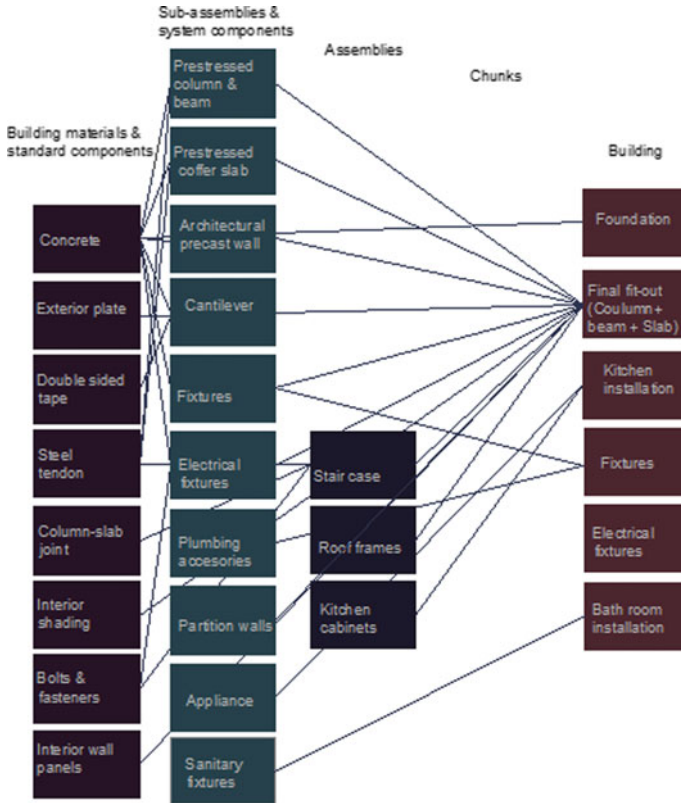 Sub-assemblies &
system components
Assemblies
Chunks
Building materials &
standard components
Building
Concrete
Exterior plate
Double sided
tape
Steel
tendon
Column-slab
joint
Interior
shading
Bolts &
fasteners
Interior wall
panels
Prestressed
column &
beam
Prestressed
coffer slab
Architectural
precast wall
Cantilever
Fixtures
Electrical
fixtures
Plumbing
accesories
Partition walls
Appliance
Sanitary
fixtures
Stair case
Roof frames
Kitchen
cabinets
Foundation
Final fit-out
(Coulumn+
beam + Slab)
Kitchen
installation
Fixtures
Electrical
fixtures
Bath room
installation